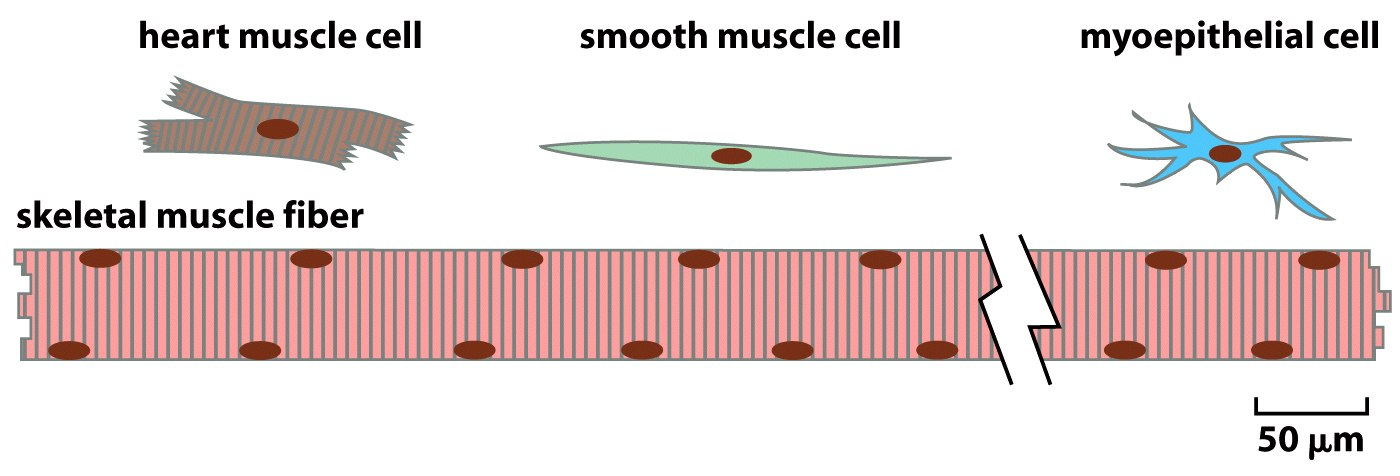 heart muscle cell
smooth muscle cell
myoepithelial cell
skeletal muscle fiber
50 μm